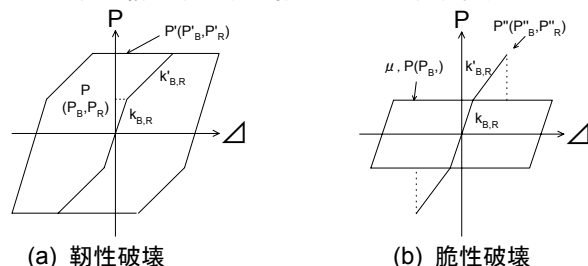 P
P'(P'B,P'R)
k'B,R
P
(PB,PR)
kB,R
⊿
(a) 靭性破壊
P
P"(P"B,P"R)
μ, P(PB,)
k'B,R
kB,R
⊿
(b) 脆性破壊